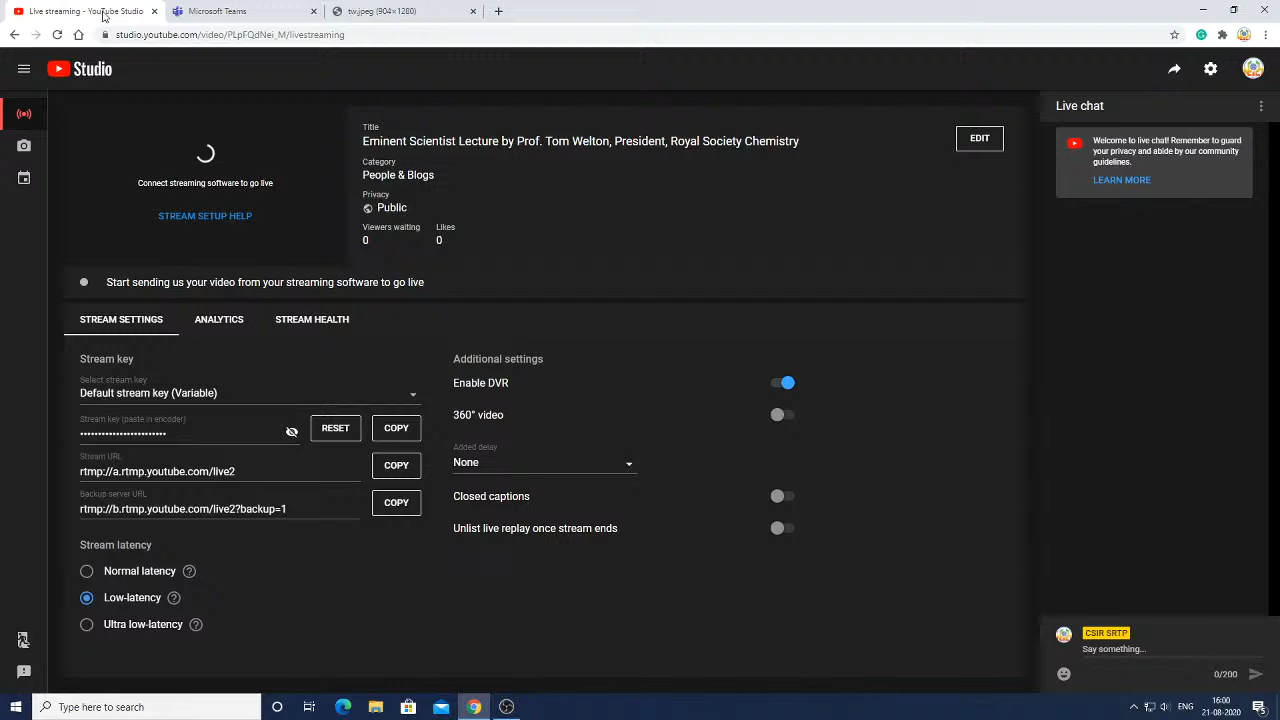 Live streaming - YouTube Studio
Microsoft Teams
tw.jpeg (904×1280)
studio.youtube.com/video/PLpFQdNei_M/livestreaming
Studio
Connect streaming software to go live
STREAM SETUP HELP
Title
Eminent Scientist Lecture by Prof. Tom Welton, President, Royal Society Chemistry
Category
People & Blogs
Privacy
Public
Viewers waiting
Likes
0
0
EDIT
Start sending us your video from your streaming software to go live
STREAM SETTINGS
ANALYTICS
STREAM HEALTH
Stream key
Select stream key
Default stream key (Variable)
Stream key (paste in encoder)
RESET
COPY
Stream URL
rtmp://a.rtmp.youtube.com/live2
COPY
Backup server URL
rtmp://b.rtmp.youtube.com/live2?backup=1
COPY
Stream latency
Normal latency
Low-latency
Ultra low-latency
Additional settings
Enable DVR
360° video
Added delay
None
Closed captions
Unlist live replay once stream ends
Live chat
Welcome to live chat! Remember to guard
your privacy and abide by our community
guidelines.
LEARN MORE
CSIR SRTP
Say something...
0/200
Type here to search
ENG
16:00
21-08-2020